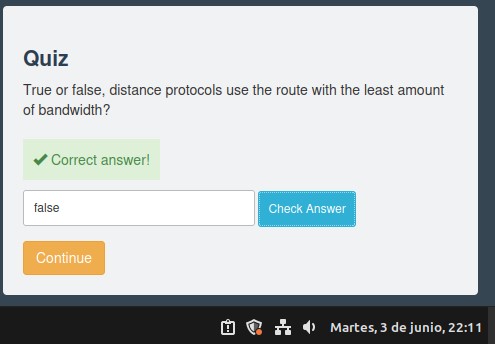 Quiz
True or false, distance protocols use the route with the least amount
of bandwidth?
Correct answer!
false
Check Answer
Continue
Martes, 3 de junio, 22:11